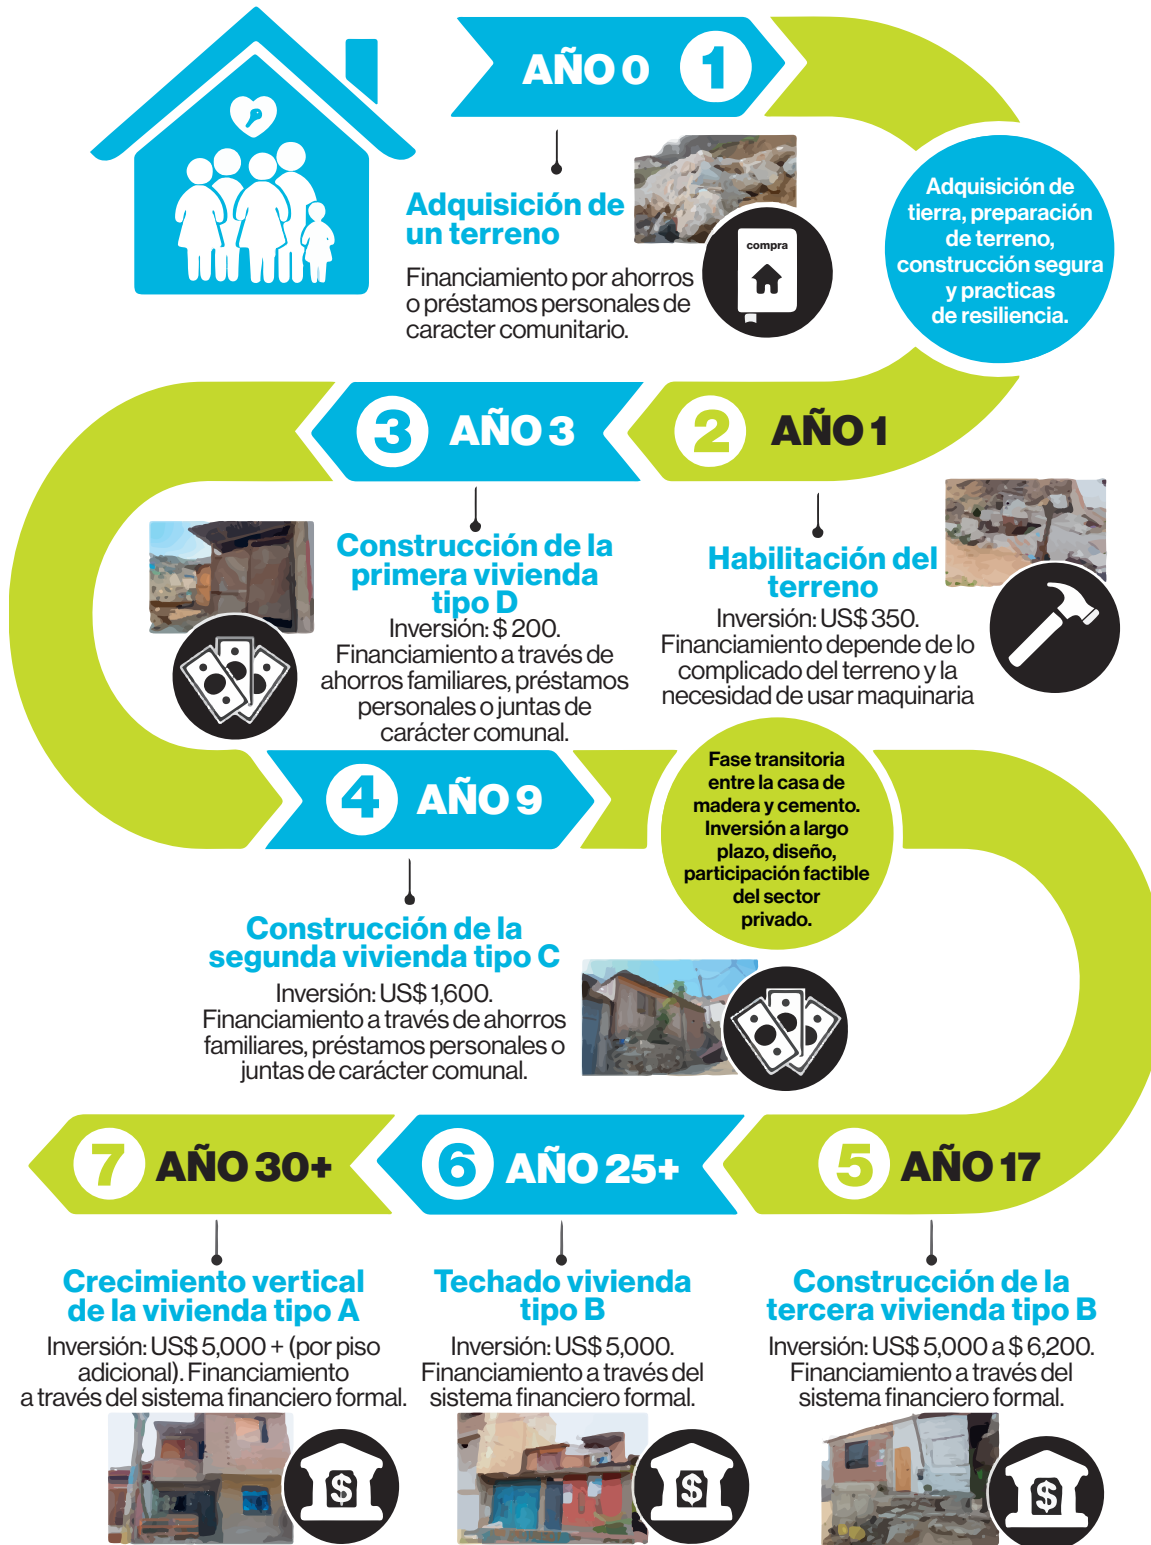 AÑO 0 1
Adquisición de
un terreno
Financiamiento por ahorros
o préstamos personales de
caracter comunitario.
compra
Adquisición de
tierra, preparación
de terreno,
construcción segura
y practicas
de resiliencia.
2 AÑO 1
Habilitación del
terreno
Inversión: US$ 350.
Financiamiento depende de lo
complicado del terreno y la
necesidad de usar maquinaria
3 AÑO 3
Construcción de la
primera vivienda
tipo D
Inversión: $ 200.
Financiamiento a través de
ahorros familiares, préstamos
personales o juntas de
carácter comunal.
4 AÑO 9
Construcción de la
segunda vivienda tipo C
Inversión: US$ 1,600.
Financiamiento a través de ahorros
familiares, préstamos personales o
juntas de carácter comunal.
Fase transitoria
entre la casa de
madera y cemento.
Inversión a largo
plazo, diseño,
participación factible
del sector
privado.
5 AÑO 17
Construcción de la
tercera vivienda tipo B
Inversión: US$ 5,000 a $ 6,200.
Financiamiento a través del
sistema financiero formal.
$
6 AÑO 25+
Techado vivienda
tipo B
Inversión: US$ 5,000.
Financiamiento a través del
sistema financiero formal.
$
7 AÑO 30+
Crecimiento vertical
de la vivienda tipo A
Inversión: US$ 5,000 + (por piso
adicional). Financiamiento
a través del sistema financiero formal.
$